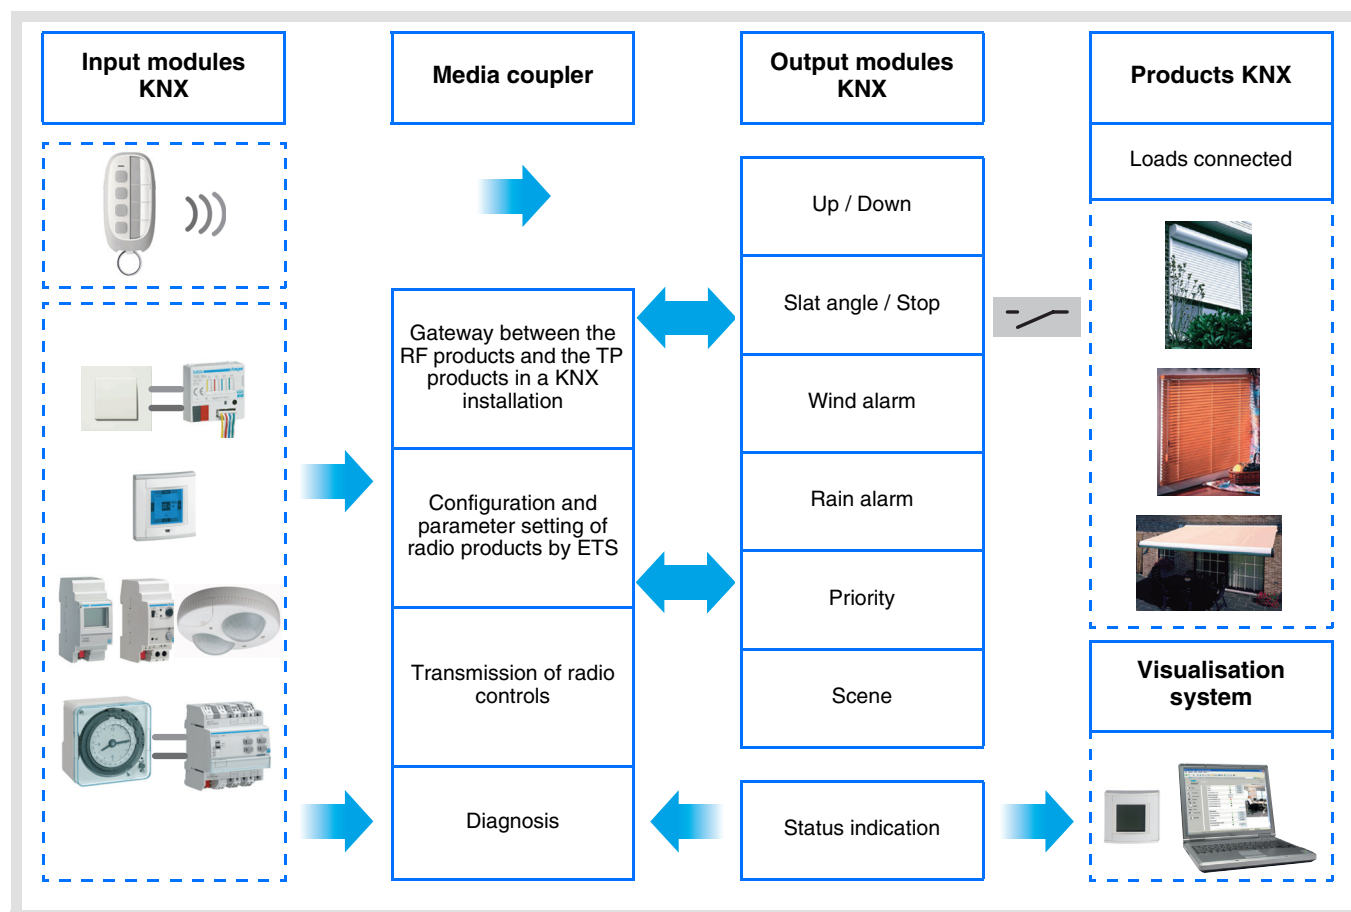 Input modules
KNX
Media coupler
Output modules
KNX
Products KNX
Loads connected
Up / Down
Slat angle / Stop
Wind alarm
Rain alarm
Priority
Scene
Gateway between the
RF products and the TP
products in a KNX
installation
Configuration and
parameter setting of
radio products by ETS
Transmission of radio
controls
Diagnosis
Status indication
Visualisation
system